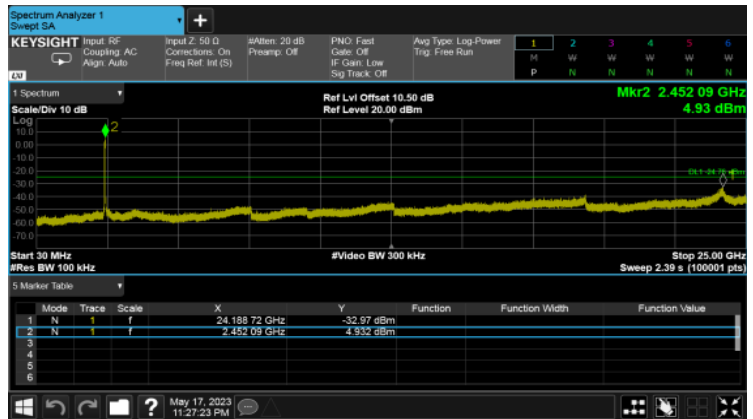 Spectrum Analyzer 1
Swept SA
+
KEYSIGHT Input: RF Input Z: 50 Ω #Atten: 20 dB PNO: Fast Avg Type: Log-Power 1 2 3 4 5 6
Coupling: AC Corrections: On Preamp: Off Gate: Off Trig: Free Run M W W W W W
Align: Auto Freq Ref: Int (S) IF Gain: Low
LXI Sig Track: Off P N N N N N
1 Spectrum Ref Lvl Offset 10.50 dB Mkr2 2.452 09 GHz
Scale/Div 10 dB Ref Level 20.00 dBm 4.93 dBm
Log
10.0 2
0.00
-10.0
-20.0 1
-30.0
-40.0
-50.0
-60.0
-70.0
Start 30 MHz #Video BW 300 kHz Stop 25.00 GHz
#Res BW 100 kHz Sweep 2.39 s (100001 pts)
5 Marker Table
Mode Trace Scale X Y Function Function Width Function Value
1 N 1 f 24.188 72 GHz -32.97 dBm
2 N 1 f 2.452 09 GHz 4.932 dBm
3
4
5
6
? May 17, 2023
11:27:23 PM